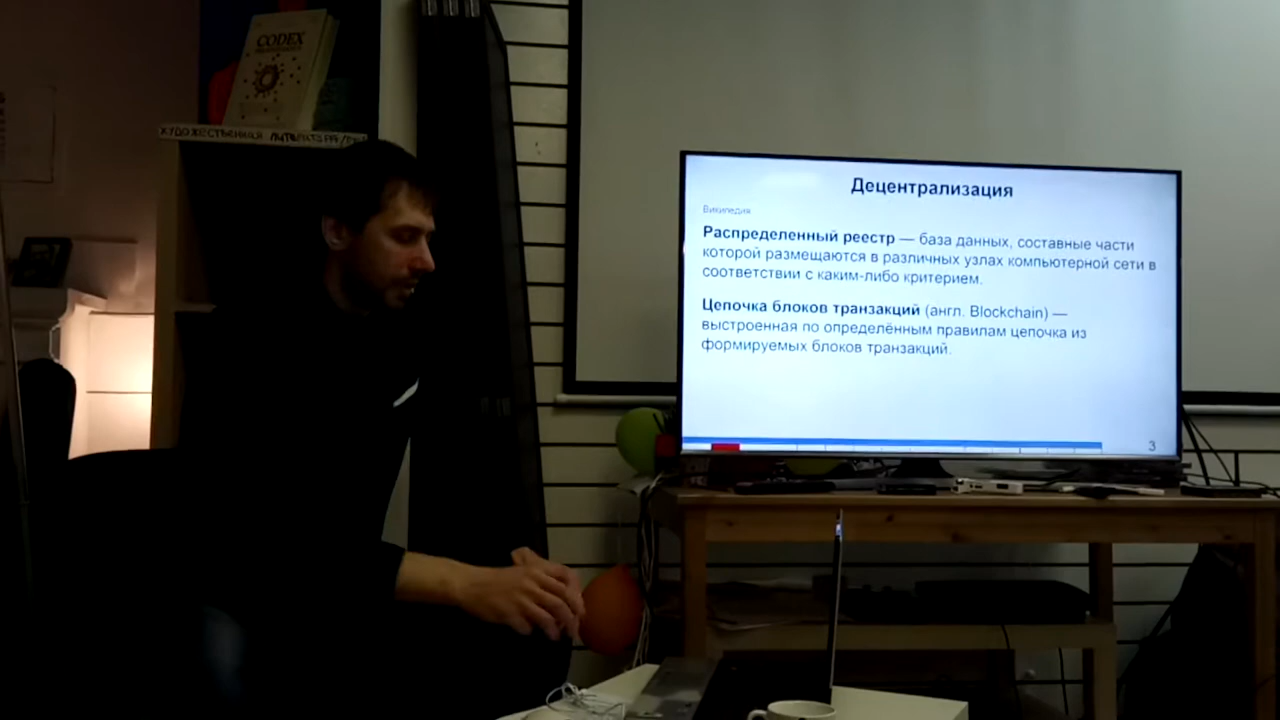 CODEX
ХУДОЖЕСТВЕННАЯ
Децентрализация
Википедия
Распределенный реестр — база данных, составные части
которой размещаются в различных узлах компьютерной сети в
соответствии с каким-либо критерием.
Цепочка блоков транзакций (англ. Blockchain) —
выстроенная по определённым правилам цепочка из
формируемых блоков транзакций.
3